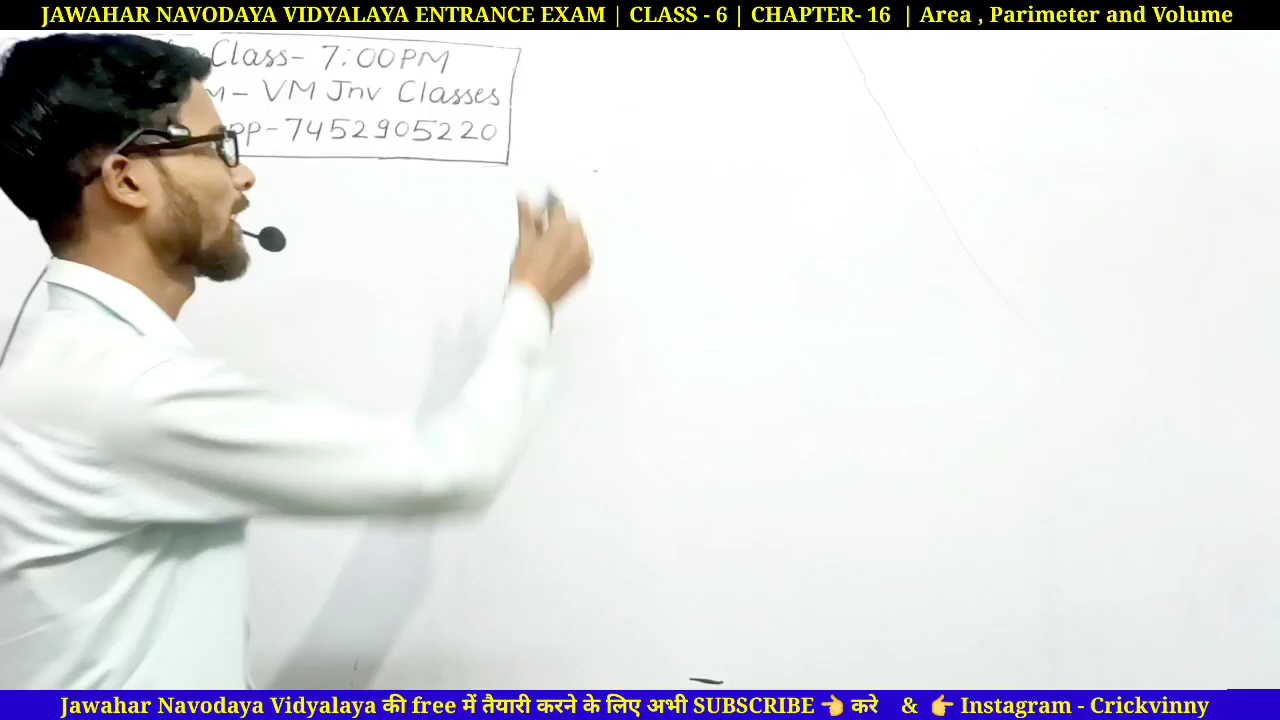 JAWAHAR NAVODAYA VIDYALAYA ENTRANCE EXAM | CLASS - 6 | CHAPTER- 16 | Area , Parimeter and Volume
Class- 7:00PM
- VM Jnv Classes
pp-7452905220
Jawahar Navodaya Vidyalaya की free में तैयारी करने के लिए अभी SUBSCRIBE 👈 करे & 👉 Instagram - Crickvinny